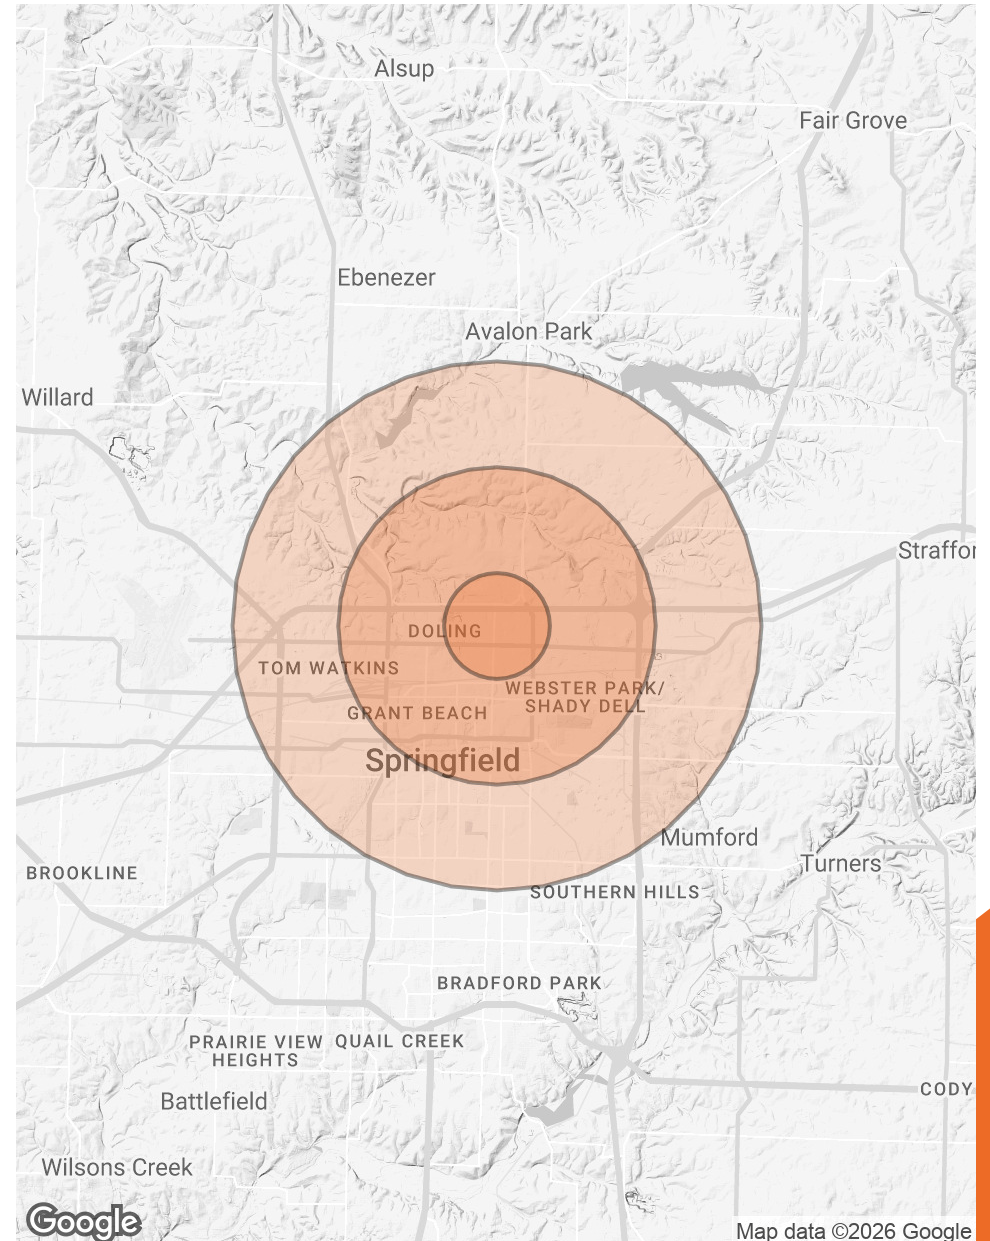 Alsup
Fair Grove
Ebenezer
Avalon Park
Willard
Straffor
DOLING
TOM WATKINS
WEBSTER PARK/
SHADY DELL
GRANT BEACH
Springfield
Mumford
Turners
BROOKLINE
SOUTHERN HILLS
BRADFORD PARK
PRAIRIE VIEW
HEIGHTS
QUAIL CREEK
CODY
Battlefield
Wilsons Creek
Google
Map data ©2026 Google